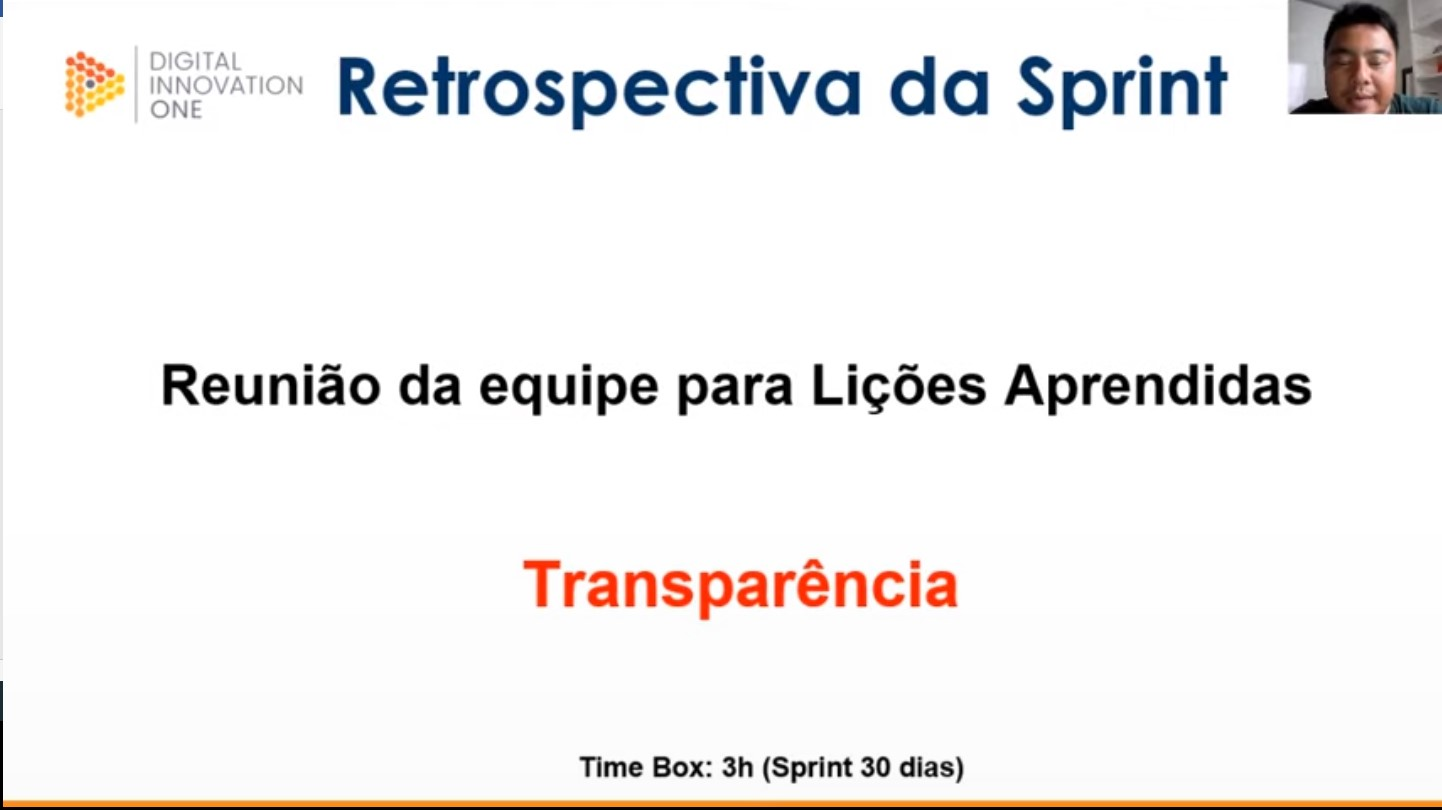 DIGITAL
INNOVATION
ONE
Retrospectiva da Sprint
Reunião da equipe para Lições Aprendidas
Transparência
Time Box: 3h (Sprint 30 dias)